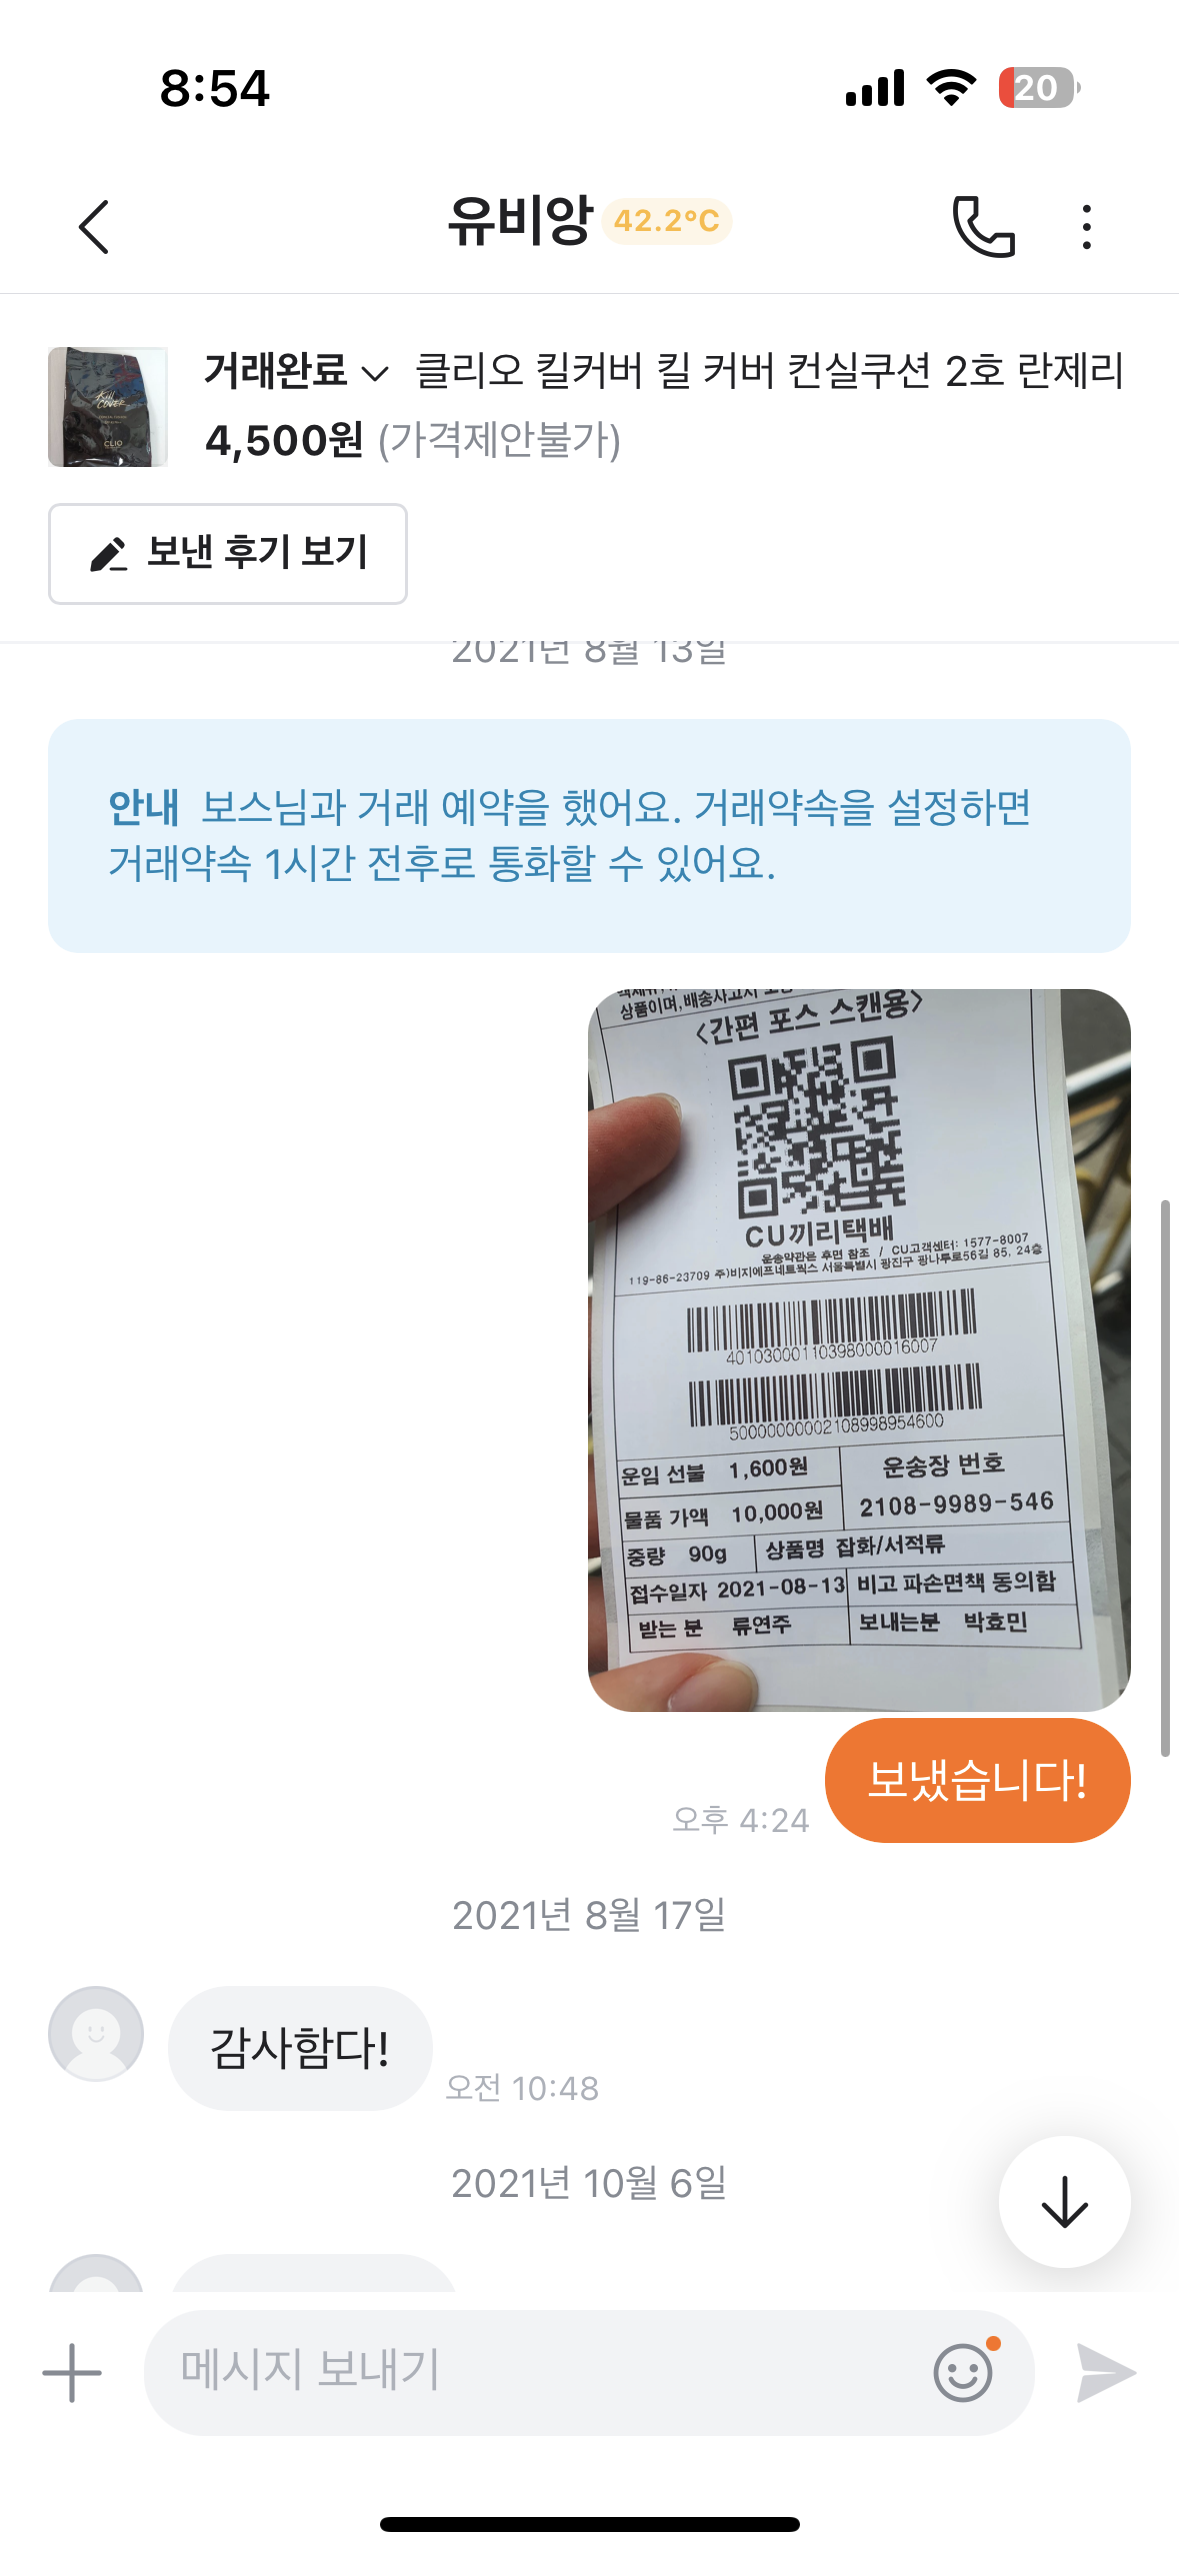 8:54
20
유비앙 42.2°C
거래완료 클리오 킬커버 킬 커버 컨실쿠션 2호 란제리
4,500원 (가격제안불가)
Kill
COVER
CLIO
보낸 후기 보기
2021년 8월 13일
안내 보스님과 거래 예약을 했어요. 거래약속을 설정하면
거래약속 1시간 전후로 통화할 수 있어요.
상품이며, 배송사고시
<간편 포스 스캔용>
CU끼리택배
운송약관은 후면 참조 / CU고객센터: 1577-8007
119-86-23709 주)비지에프네트웍스 서울특별시 광진구 광나루로56길 85, 24층
40103000110398000016007
50000000002108998954600
운임 선불 1,600원 운송장 번호
물품 가액 10,000원 2108-9989-546
중량 90g 상품명 잡화/서적류
접수일자 2021-08-13 비고 파손면책 동의함
받는 분 류연주 보내는분 박효민
보냈습니다!
오후 4:24
2021년 8월 17일
감사함다!
오전 10:48
2021년 10월 6일
메시지 보내기